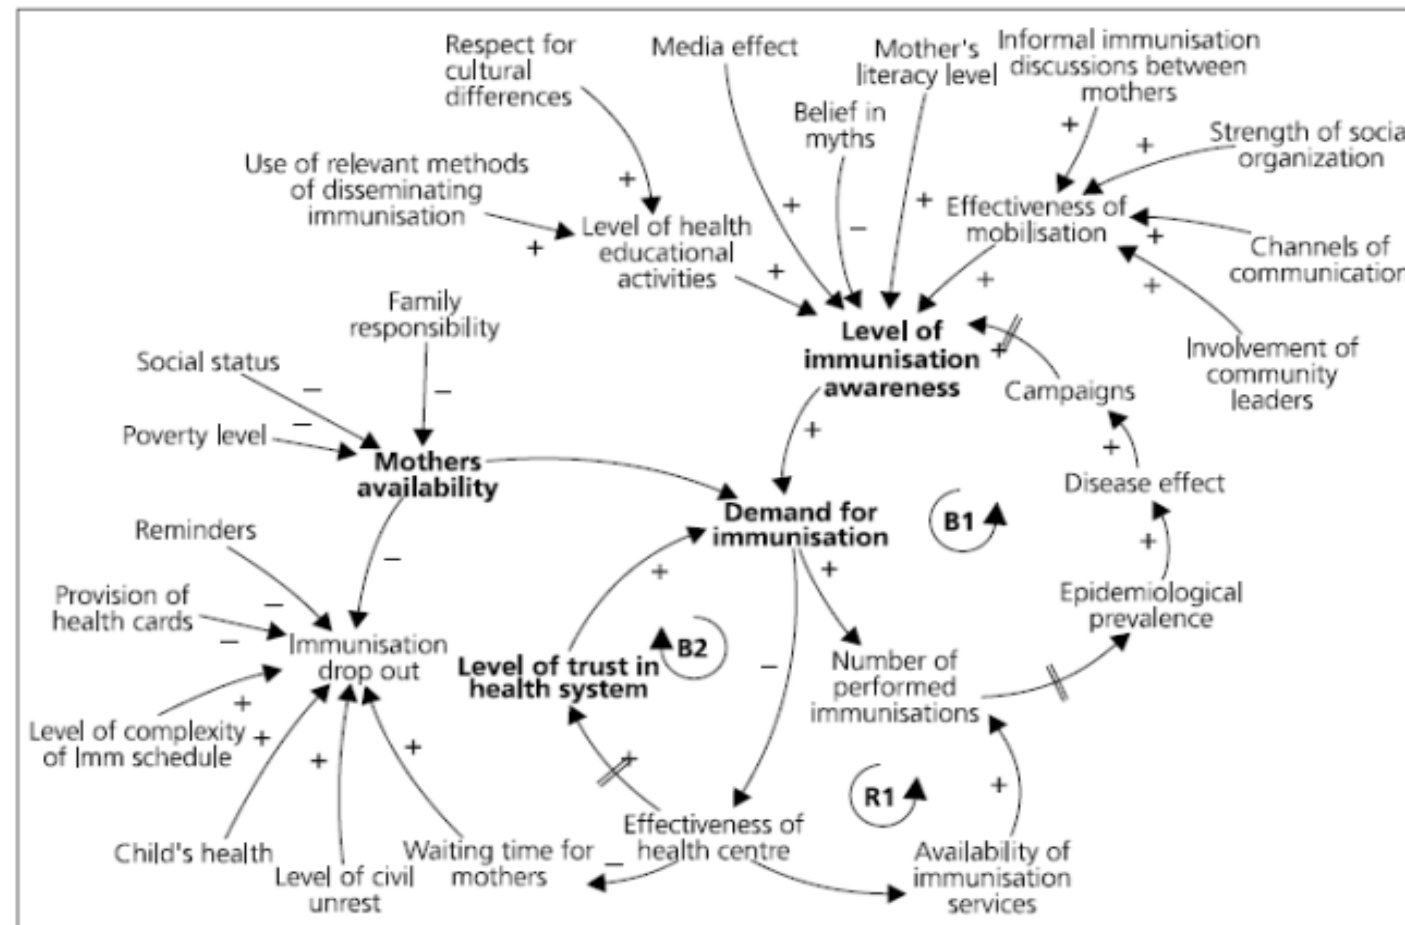 Respect for
cultural
differences
Media effect
Mother's
literacy level
Informal immunisation
discussions between
mothers
Belief in
myths
Strength of socia
organization
Use of relevant methods
of disseminating
immunisation
+
+
+
+
Level of health
educational
activities
+
–
+
Effectiveness of
mobilisation
+
+
Channels of
communication
+
+
Family
responsibility
Level of
immunisation
awareness
+
Involvement of
community
leaders
Social status
–
–
Campaigns
Poverty level
–
+
+
Mothers
availability
Disease effect
Demand for
immunisation
B1
Reminders
–
+
+
+
Provision of
health cards
–
–
Epidemiological
prevalence
Immunisation
drop out
Level of trust in
health system
B2
–
Number of
performed
immunisations
Level of complexity
of Imm schedule
+
+
+
+
+
R1
+
Child's health
Level of civil
unrest
Waiting time for
mothers
–
Effectiveness of
health centre
Availability of
immunisation
services